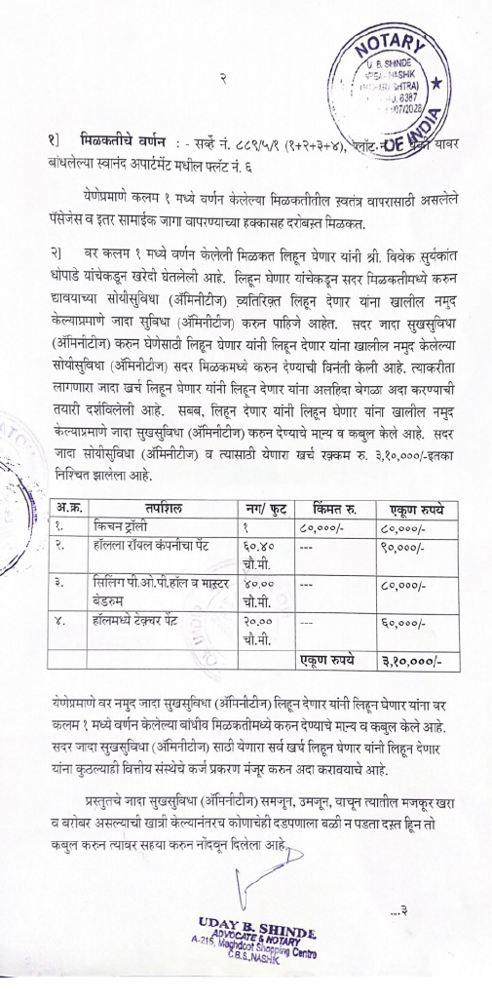 २
NOTARY
U. B. SHINDE
NASHIK
6387
07/2028
OF INDIA
१] मिळकतीचे वर्णन : - सर्व्हे नं. ८८९/५/१ (१+२+३+४), प्लॉट यावर
बांधलेल्या स्वानंद अपार्टमेंट मधील फ्लॅट नं. ६
येणेप्रमाणे कलम १ मध्ये वर्णन केलेल्या मिळकतीतील स्वतंत्र वापरासाठी असलेले
पॅसेजेस व इतर सामाईक जागा वापरण्याच्या हक्कासह दरोबस्त मिळकत.
२] वर कलम १ मध्ये वर्णन केलेली मिळकत लिहून घेणार यांनी श्री. विवेक सुर्यकांत
धोपाडे यांचेकडून खरेदी घेतलेली आहे. लिहून घेणार यांचेकडून सदर मिळकतीमध्ये करुन
द्यावयाच्या सोयीसुविधा (ॲमिनीटीज) व्यतिरिक्त लिहून देणार यांना खालील नमुद
केल्याप्रमाणे जादा सुविधा (ॲमिनीटीज) करुन पाहिजे आहेत. सदर जादा सुखसुविधा
(ॲमिनीटीज) करुन घेणेसाठी लिहून घेणार यांनी लिहून देणार यांना खालील नमुद केलेल्या
सोयीसुविधा (ॲमिनीटीज) सदर मिळकमध्ये करुन देण्याची विनंती केली आहे. त्याकरीता
लागणारा जादा खर्च लिहून घेणार यांनी लिहून देणार यांना अलहिदा वेगळा अदा करण्याची
तयारी दर्शविलेली आहे. सबब, लिहून देणार यांनी लिहून घेणार यांना खालील नमुद
केल्याप्रमाणे जादा सुखसुविधा (ॲमिनीटीज) करुन देण्याचे मान्य व कबुल केले आहे. सदर
जादा सोयीसुविधा (ॲमिनीटीज) व त्यासाठी येणारा खर्च रक्कम रु. ३,१०,०००/-इतका
निश्चित झालेला आहे.
अ.क्र. तपशिल नग/ फुट किंमत रु. एकूण रुपये
१. किचन ट्रॉली १ ८०,०००/- ८०,०००/-
२. हॉलला रॉयल कंपनीचा पेंट ६०.४० --- ९०,०००/-
चौ.मी.
३. सिलिंग पी.ओ.पी.हॉल व मास्टर ४०.०० --- ८०,०००/-
बेडरुम चौ.मी.
४. हॉलमध्ये टेक्चर पेंट २०.०० --- ६०,०००/-
चौ.मी.
एकूण रुपये ३,१०,०००/-
येणेप्रमाणे वर नमुद जादा सुखसुविधा (ॲमिनीटीज) लिहून देणार यांनी लिहून घेणार यांना वर
कलम १ मध्ये वर्णन केलेल्या बांधीव मिळकतीमध्ये करुन देण्याचे मान्य व कबुल केले आहे.
सदर जादा सुखसुविधा (ॲमिनीटीज) साठी येणारा सर्व खर्च लिहून घेणार यांनी लिहून देणार
यांना कुठल्याही वित्तीय संस्थेचे कर्ज प्रकरण मंजूर करुन अदा करावयाचे आहे.
प्रस्तुतचे जादा सुखसुविधा (ॲमिनीटीज) समजून, उमजून, वाचून त्यातील मजकूर खरा
व बरोबर असल्याची खात्री केल्यानंतरच कोणाचेही दडपणाला बळी न पडता दस्त हिून तो
कबुल करुन त्यावर सहया करुन नोंदवून दिलेला आहे.
....३
UDAY B. SHINDE
ADVOCATE & NOTARY
A-215, Meghdoot Shopping Centre
C.B.S., NASHIK